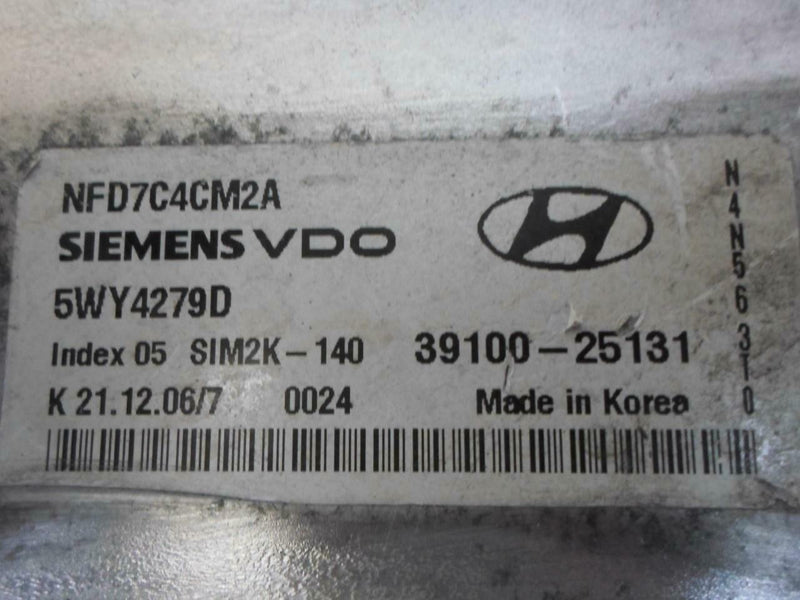 NFD7C4CM2A
SIEMENS VDO
5WY4279D
Index 05 SIM2K-140 39100-25131
K 21.12.06/7 0024 Made in Korea
N4N563T0